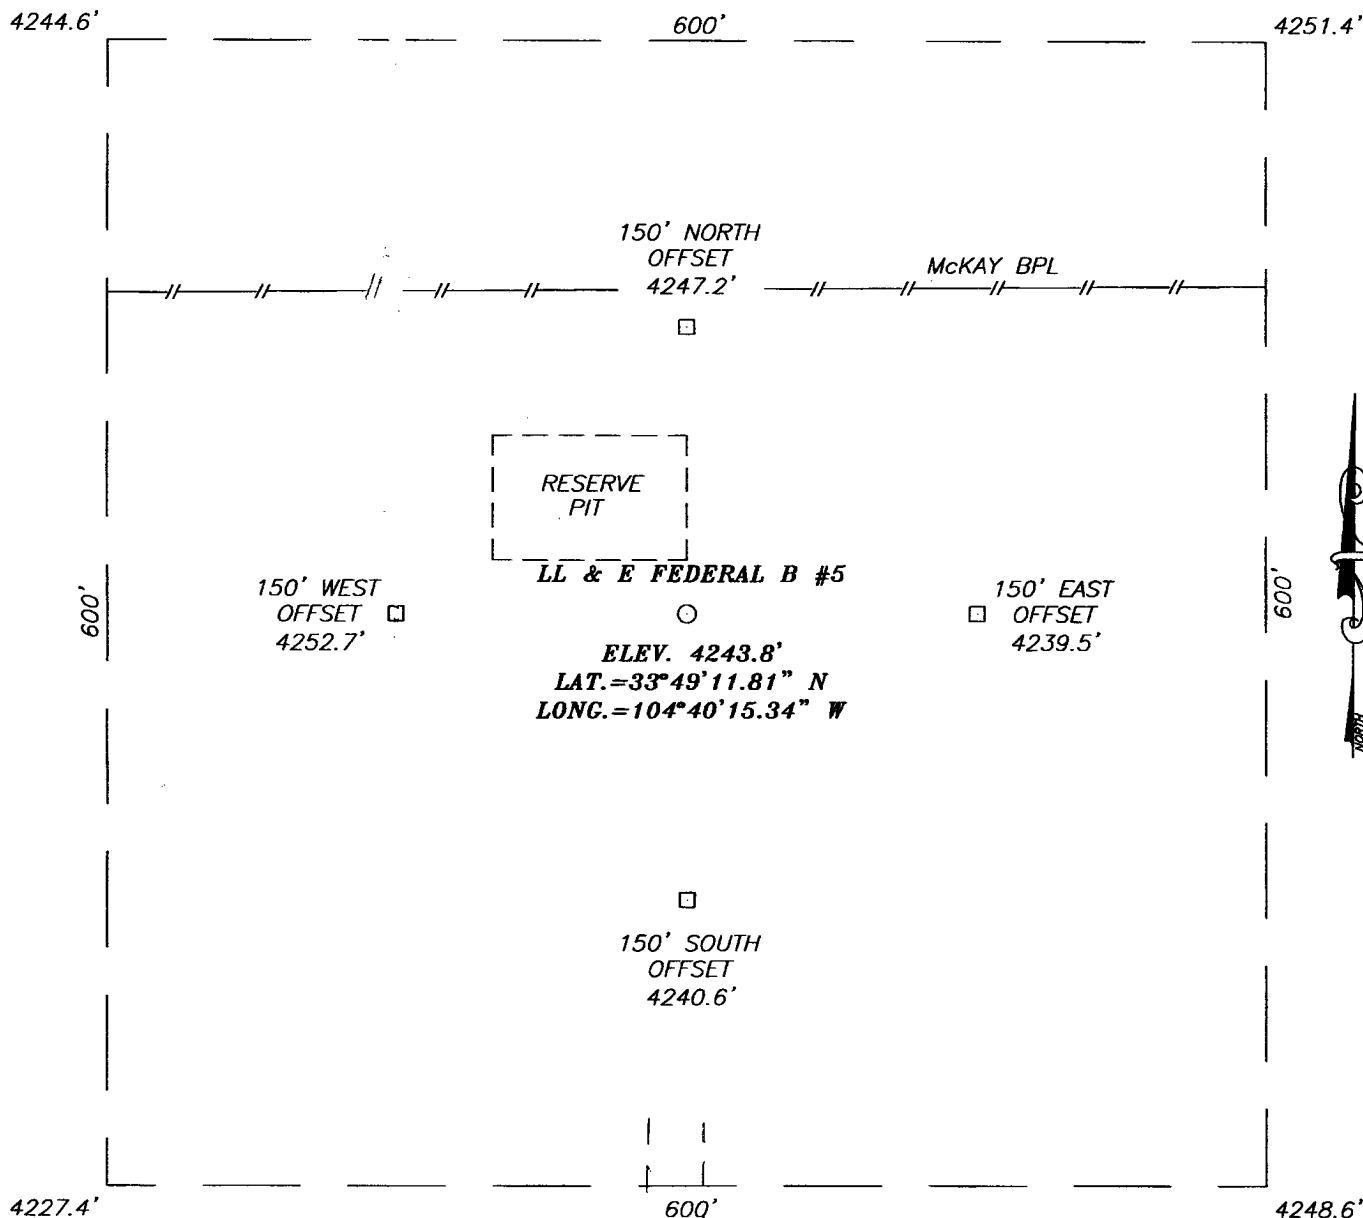 4244.6'
600'
4251.4'
150' NORTH
OFFSET
4247.2'
McKAY BPL
RESERVE
PIT
LL & E FEDERAL B #5
150' WEST
OFFSET
4252.7'
150' EAST
OFFSET
4239.5'
600'
600'
ELEV. 4243.8'
LAT.=33°49'11.81" N
LONG.=104°40'15.34" W
NORTH
150' SOUTH
OFFSET
4240.6'
4227.4'
600'
4248.6'